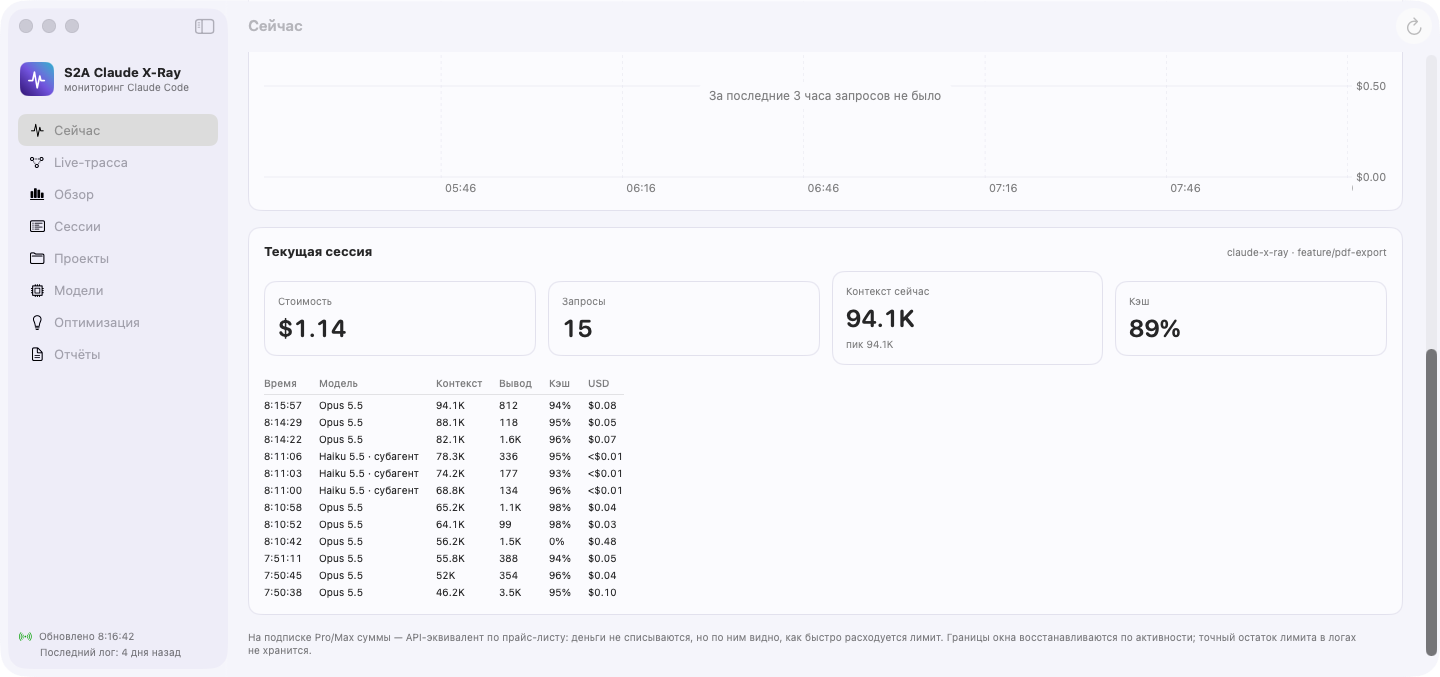 Сейчас
S2A Claude X-Ray
мониторинг Claude Code
Сейчас
Live-трасса
Обзор
Сессии
Проекты
Модели
Оптимизация
Отчёты
Обновлено 8:16:42
Последний лог: 4 дня назад
$0.50
За последние 3 часа запросов не было
$0.00
05:46 06:16 06:46 07:16 07:46
Текущая сессия claude-x-ray · feature/pdf-export
Стоимость
$1.14
Запросы
15
Контекст сейчас
94.1K
пик 94.1K
Кэш
89%
Время Модель Контекст Вывод Кэш USD
8:15:57 Opus 5.5 94.1K 812 94% $0.08
8:14:29 Opus 5.5 88.1K 118 95% $0.05
8:14:22 Opus 5.5 82.1K 1.6K 96% $0.07
8:11:06 Haiku 5.5 · субагент 78.3K 336 95% <$0.01
8:11:03 Haiku 5.5 · субагент 74.2K 177 93% <$0.01
8:11:00 Haiku 5.5 · субагент 68.8K 134 96% <$0.01
8:10:58 Opus 5.5 65.2K 1.1K 98% $0.04
8:10:52 Opus 5.5 64.1K 99 98% $0.03
8:10:42 Opus 5.5 56.2K 1.5K 0% $0.48
7:51:11 Opus 5.5 55.8K 388 94% $0.05
7:50:45 Opus 5.5 52K 354 96% $0.04
7:50:38 Opus 5.5 46.2K 3.5K 95% $0.10
На подписке Pro/Max суммы — API-эквивалент по прайс-листу: деньги не списываются, но по ним видно, как быстро расходуется лимит. Границы окна восстанавливаются по активности; точный остаток лимита в логах
не хранится.